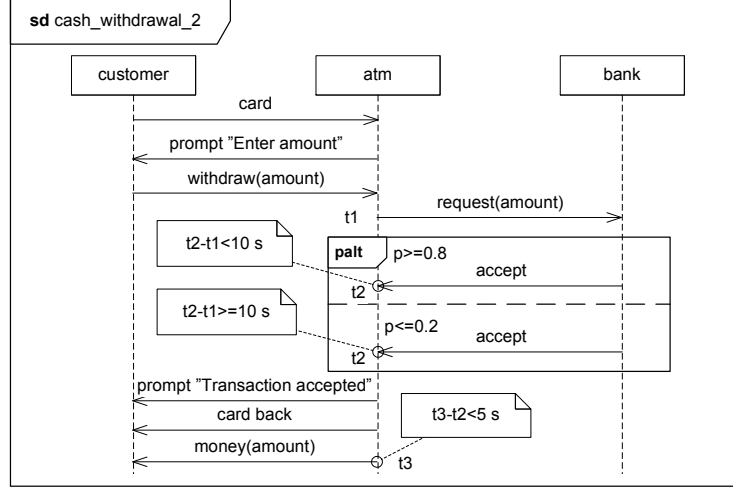 sd cash_withdrawal_2
customer
atm
bank
card
prompt ”Enter amount”
withdraw(amount)
t1
request(amount)
t2-t1<10 s
palt
p>=0.8
accept
t2
t2-t1>=10 s
p<=0.2
accept
t2
prompt ”Transaction accepted”
card back
t3-t2<5 s
money(amount)
t3